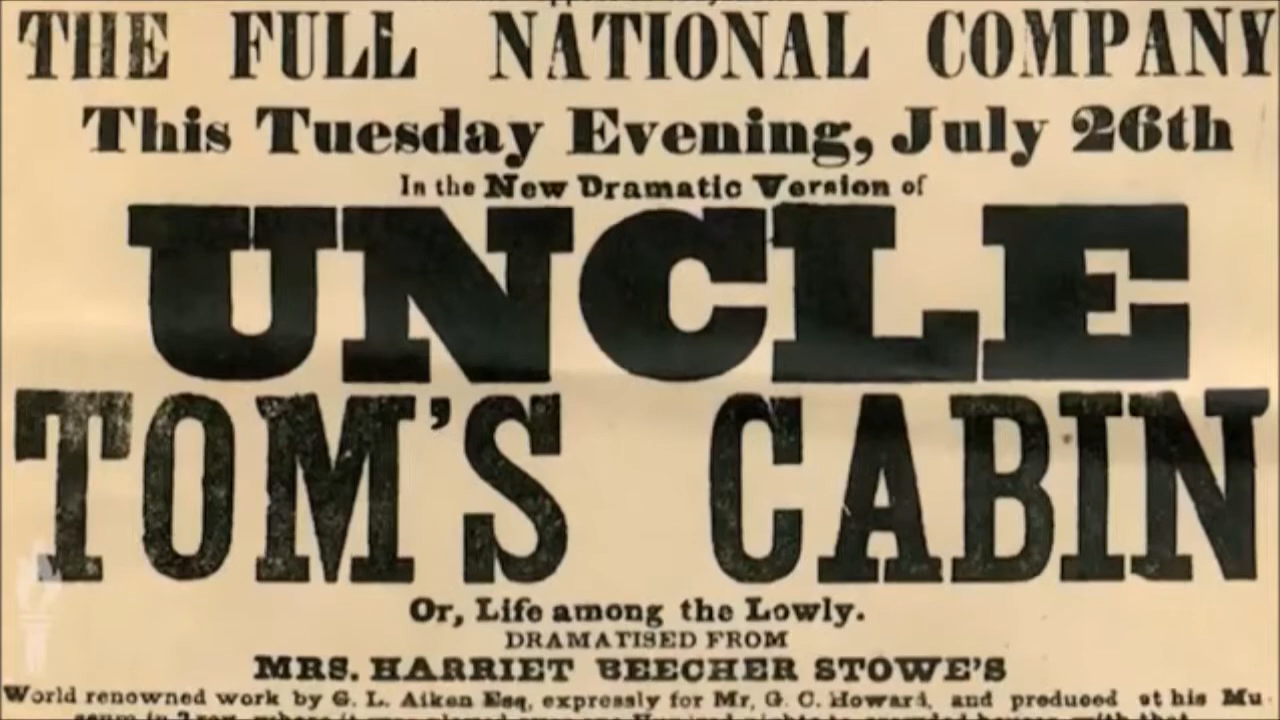 THE FULL NATIONAL COMPANY
This Tuesday Evening, July 26th
In the New Dramatic Version of
UNCLE
TOM'S CABIN
Or, Life among the Lowly.
DRAMATISED FROM
MRS. HARRIET BEECHER STOWE'S
World renowned work by G. L. Aiken Esq, expressly for Mr, G. C. Howard, and produced at his Mu